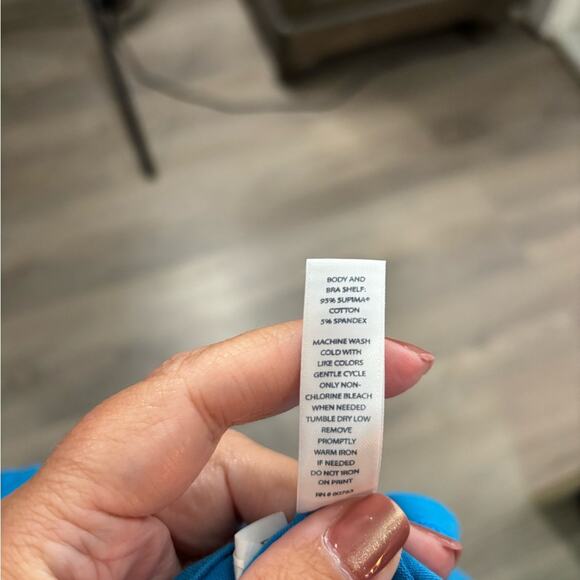 BODY AND
BRA SHELF:
95% SUPIMA®
COTTON
5% SPANDEX
MACHINE WASH
COLD WITH
LIKE COLORS
GENTLE CYCLE
ONLY NON-
CHLORINE BLEACH
WHEN NEEDED
TUMBLE DRY LOW
REMOVE
PROMPTLY
WARM IRON
IF NEEDED
DO NOT IRON
ON PRINT
RN #